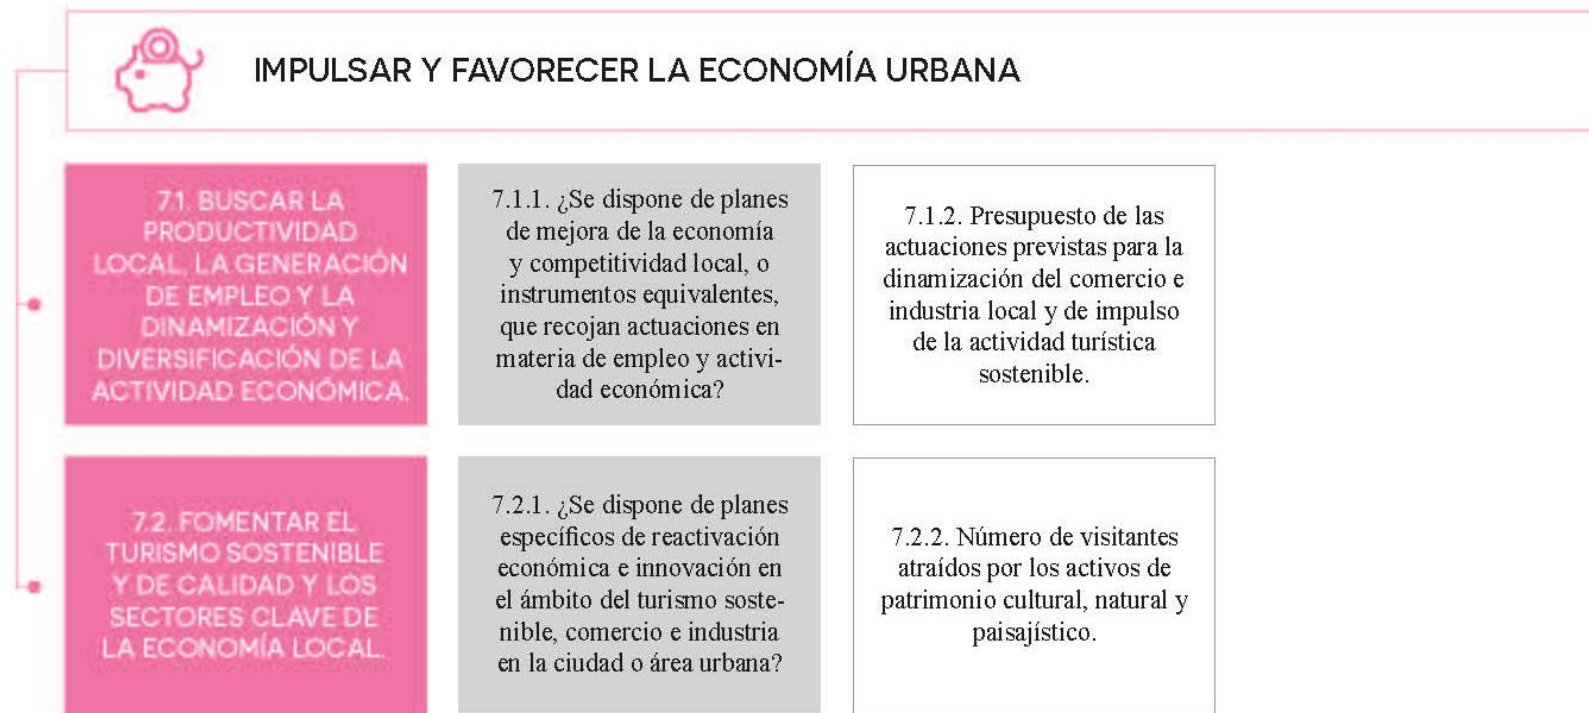 IMPULSAR Y FAVORECER LA ECONOMÍA URBANA
7.1. BUSCAR LA
PRODUCTIVIDAD
LOCAL, LA GENERACIÓN
DE EMPLEO Y LA
DINAMIZACIÓN Y
DIVERSIFICACIÓN DE LA
ACTIVIDAD ECONÓMICA.
7.1.1. ¿Se dispone de planes
de mejora de la economía
y competitividad local, o
instrumentos equivalentes,
que recojan actuaciones en
materia de empleo y activi-
dad económica?
7.1.2. Presupuesto de las
actuaciones previstas para la
dinamización del comercio e
industria local y de impulso
de la actividad turística
sostenible.
7.2. FOMENTAR EL
TURISMO SOSTENIBLE
Y DE CALIDAD Y LOS
SECTORES CLAVE DE
LA ECONOMÍA LOCAL.
7.2.1. ¿Se dispone de planes
específicos de reactivación
económica e innovación en
el ámbito del turismo soste-
nible, comercio e industria
en la ciudad o área urbana?
7.2.2. Número de visitantes
atraídos por los activos de
patrimonio cultural, natural y
paisajístico.